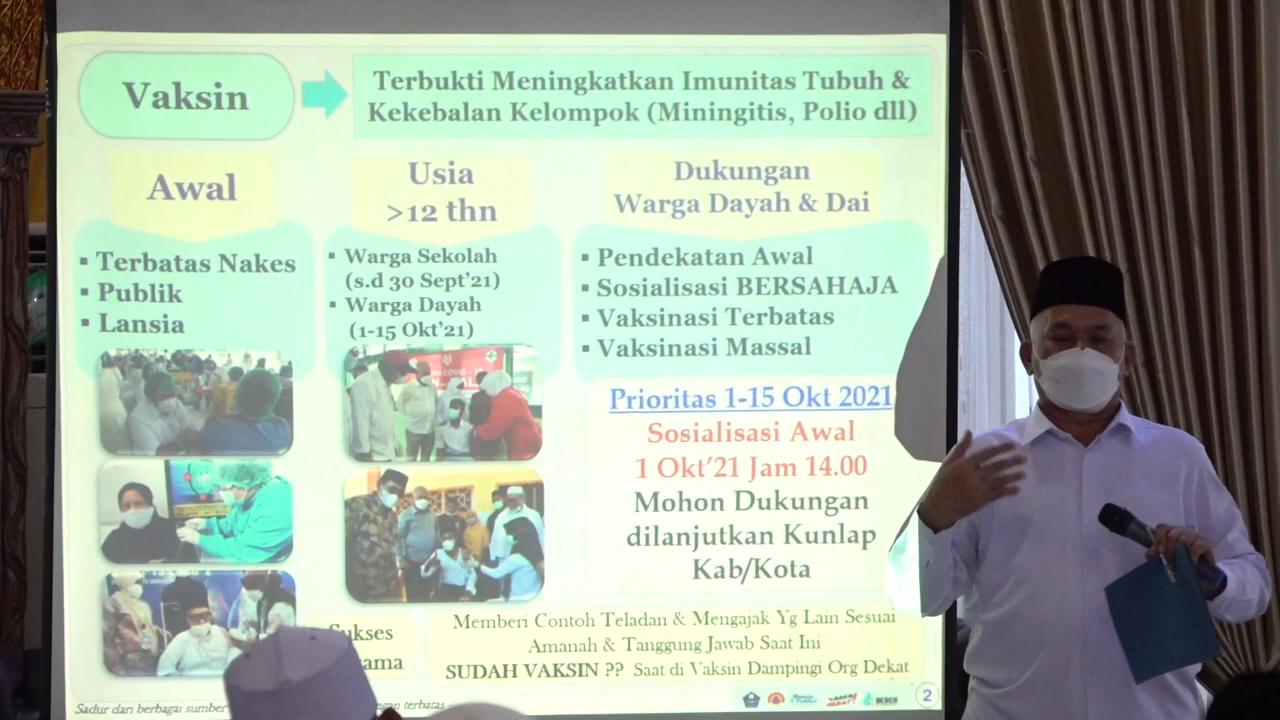 Vaksin
Terbukti Meningkatkan Imunitas Tubuh &
Kekebalan Kelompok (Miningitis, Polio dll)
Awal
▪ Terbatas Nakes
▪ Publik
▪ Lansia
Usia
>12 thn
▪ Warga Sekolah
(s.d 30 Sept'21)
▪ Warga Dayah
(1-15 Okt'21)
Dukungan
Warga Dayah & Dai
▪ Pendekatan Awal
▪ Sosialisasi BERSAHAJA
▪ Vaksinasi Terbatas
▪ Vaksinasi Massal
Prioritas 1-15 Okt 2021
Sosialisasi Awal
1 Okt'21 Jam 14.00
Mohon Dukungan
dilanjutkan Kunlap
Kab/Kota
Sukses
Memberi Contoh Teladan & Mengajak Yg Lain Sesuai
Amanah & Tanggung Jawab Saat Ini
SUDAH VAKSIN ?? Saat di Vaksin Dampingi Org Dekat
Sadur dari berbagai sumber
terbatas
2